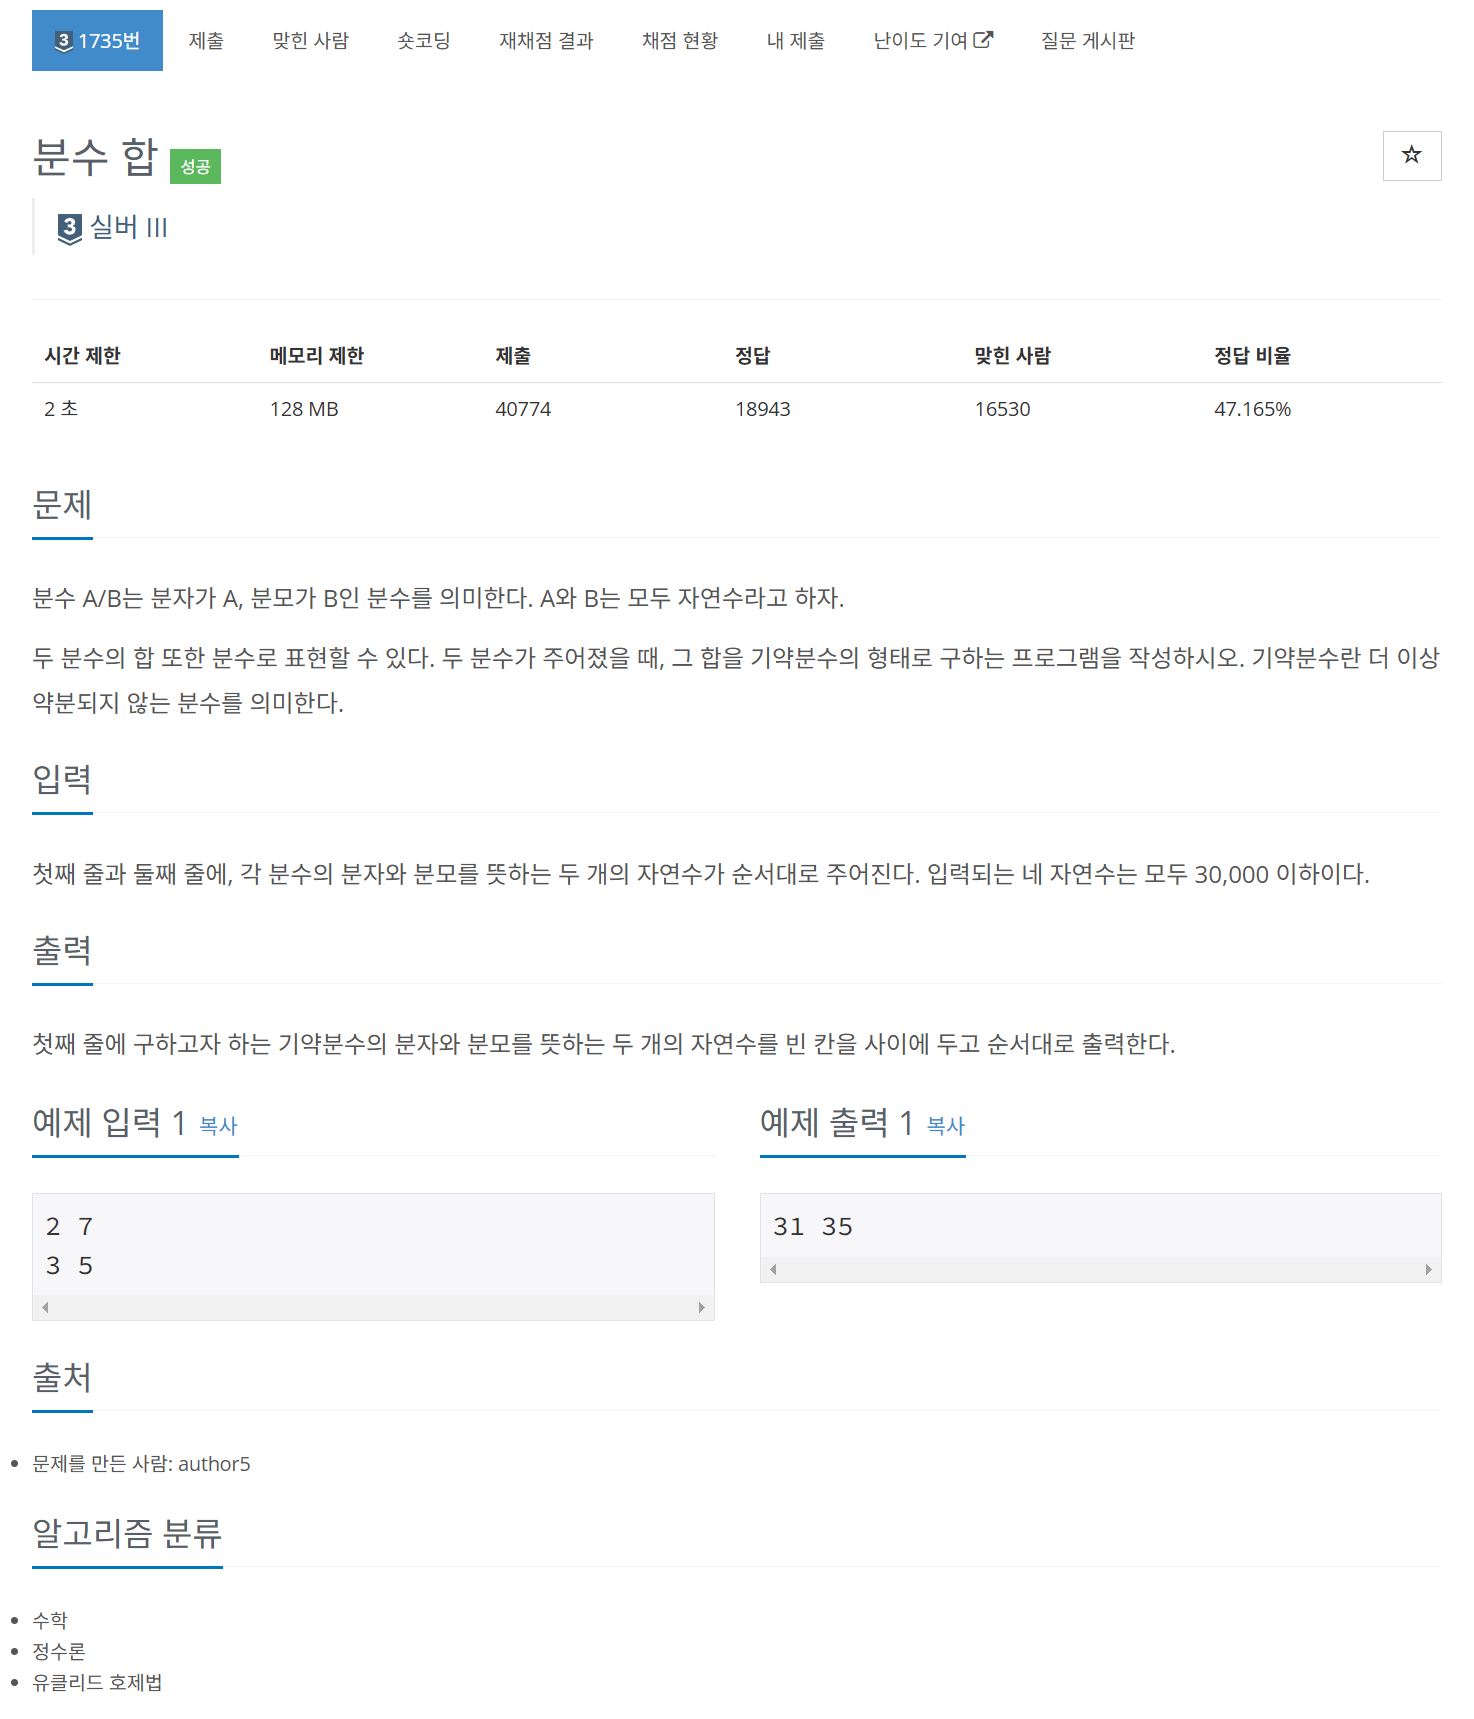 3 1735번 제출 맞힌 사람 숏코딩 재채점 결과 채점 현황 내 제출 난이도 기여 질문 게시판
분수 합 성공
3 실버 III
시간 제한 메모리 제한 제출 정답 맞힌 사람 정답 비율
2 초 128 MB 40774 18943 16530 47.165%
문제
분수 A/B는 분자가 A, 분모가 B인 분수를 의미한다. A와 B는 모두 자연수라고 하자.
두 분수의 합 또한 분수로 표현할 수 있다. 두 분수가 주어졌을 때, 그 합을 기약분수의 형태로 구하는 프로그램을 작성하시오. 기약분수란 더 이상
약분되지 않는 분수를 의미한다.
입력
첫째 줄과 둘째 줄에, 각 분수의 분자와 분모를 뜻하는 두 개의 자연수가 순서대로 주어진다. 입력되는 네 자연수는 모두 30,000 이하이다.
출력
첫째 줄에 구하고자 하는 기약분수의 분자와 분모를 뜻하는 두 개의 자연수를 빈 칸을 사이에 두고 순서대로 출력한다.
예제 입력 1 복사
2 7
3 5
예제 출력 1 복사
31 35
출처
문제를 만든 사람: author5
알고리즘 분류
수학
정수론
유클리드 호제법